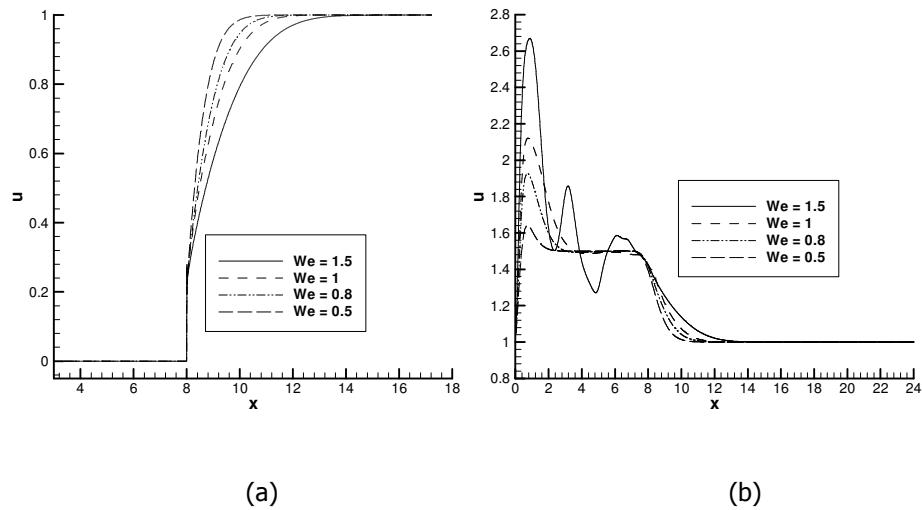 1
0.8
0.6
0.4
0.2
0
u
4 6 8 10 12 14 16 18
x
We = 1.5
We = 1
We = 0.8
We = 0.5
(a)
2.8
2.6
2.4
2.2
2
1.8
1.6
1.4
1.2
1
0.8
u
0 2 4 6 8 10 12 14 16 18 20 22 24
x
We = 1.5
We = 1
We = 0.8
We = 0.5
(b)